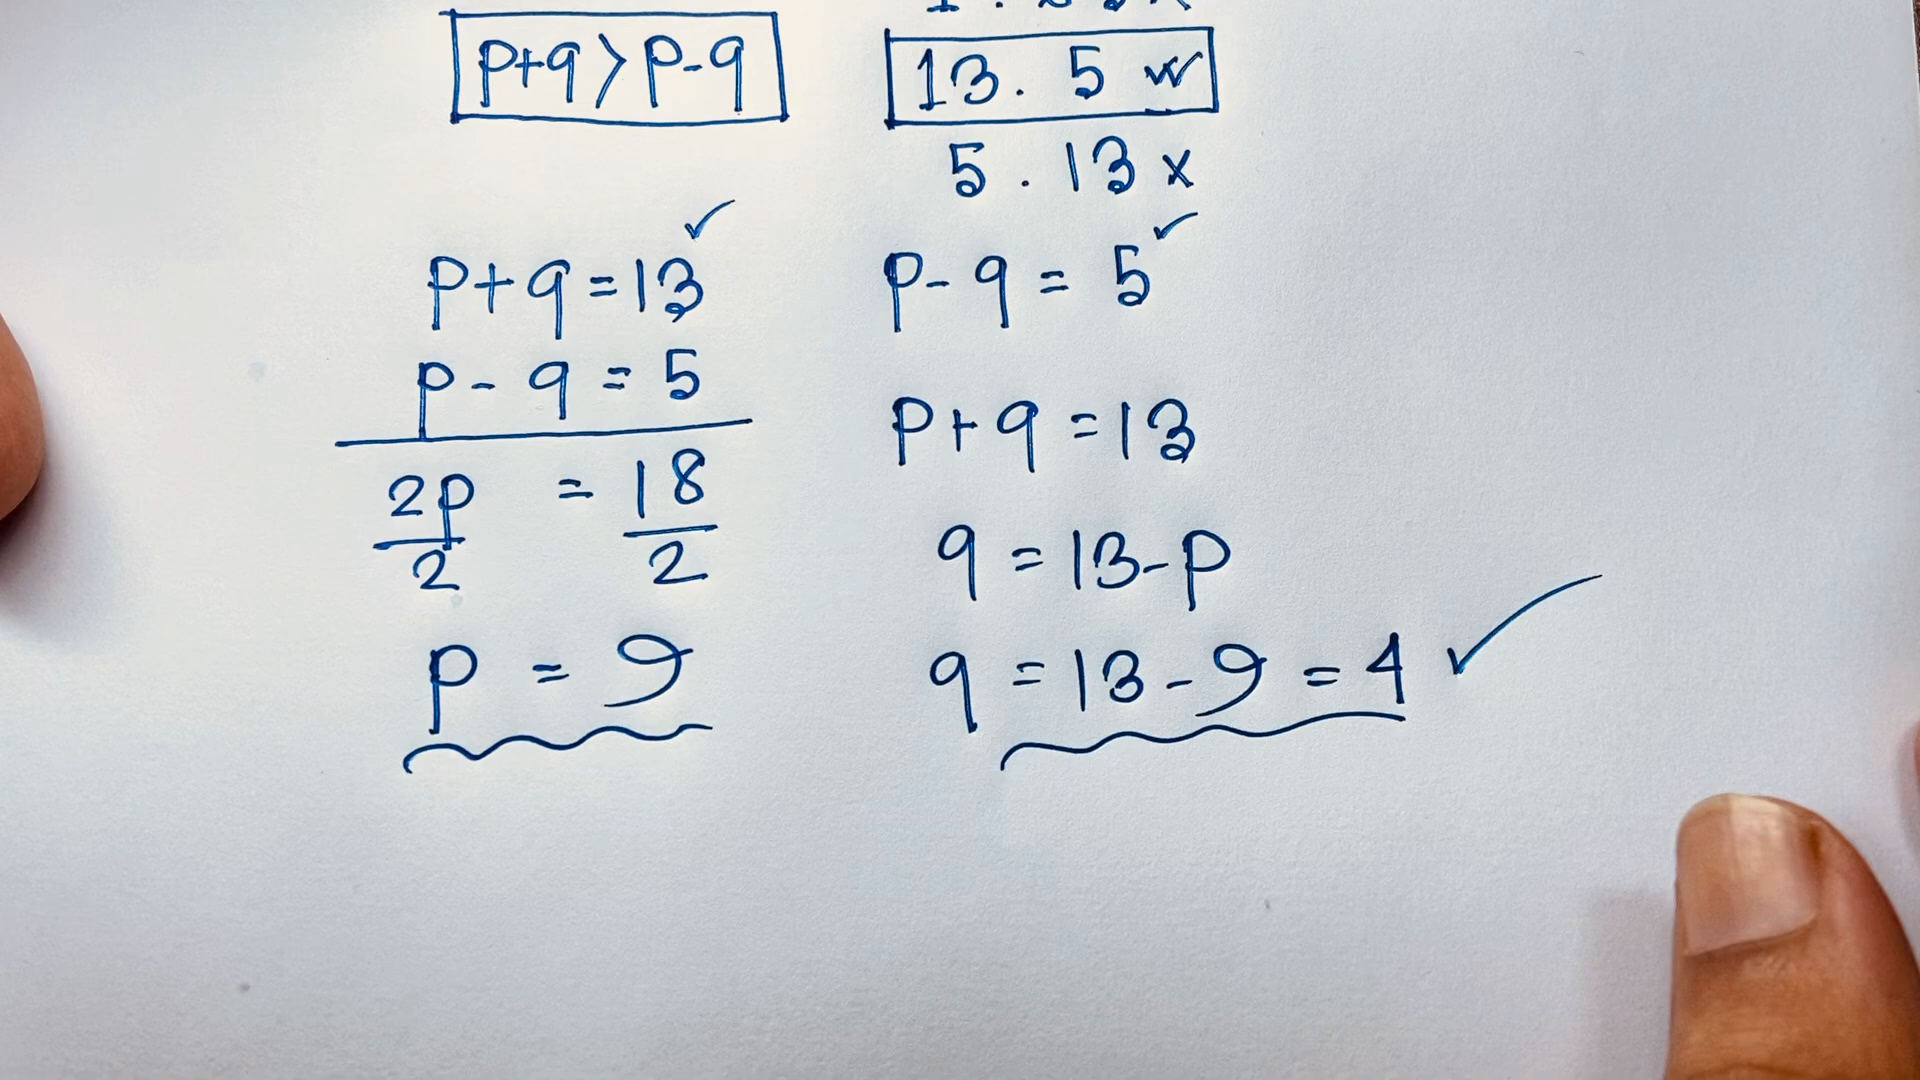 p+q>p-q
13. 5 ✓✓
5 . 13 ×
p+q=13 ✓
p-q = 5 ✓
p-q = 5
p+q=13
2p/2 = 18/2
q = 13-p
p = 9
q = 13-9 = 4 ✓